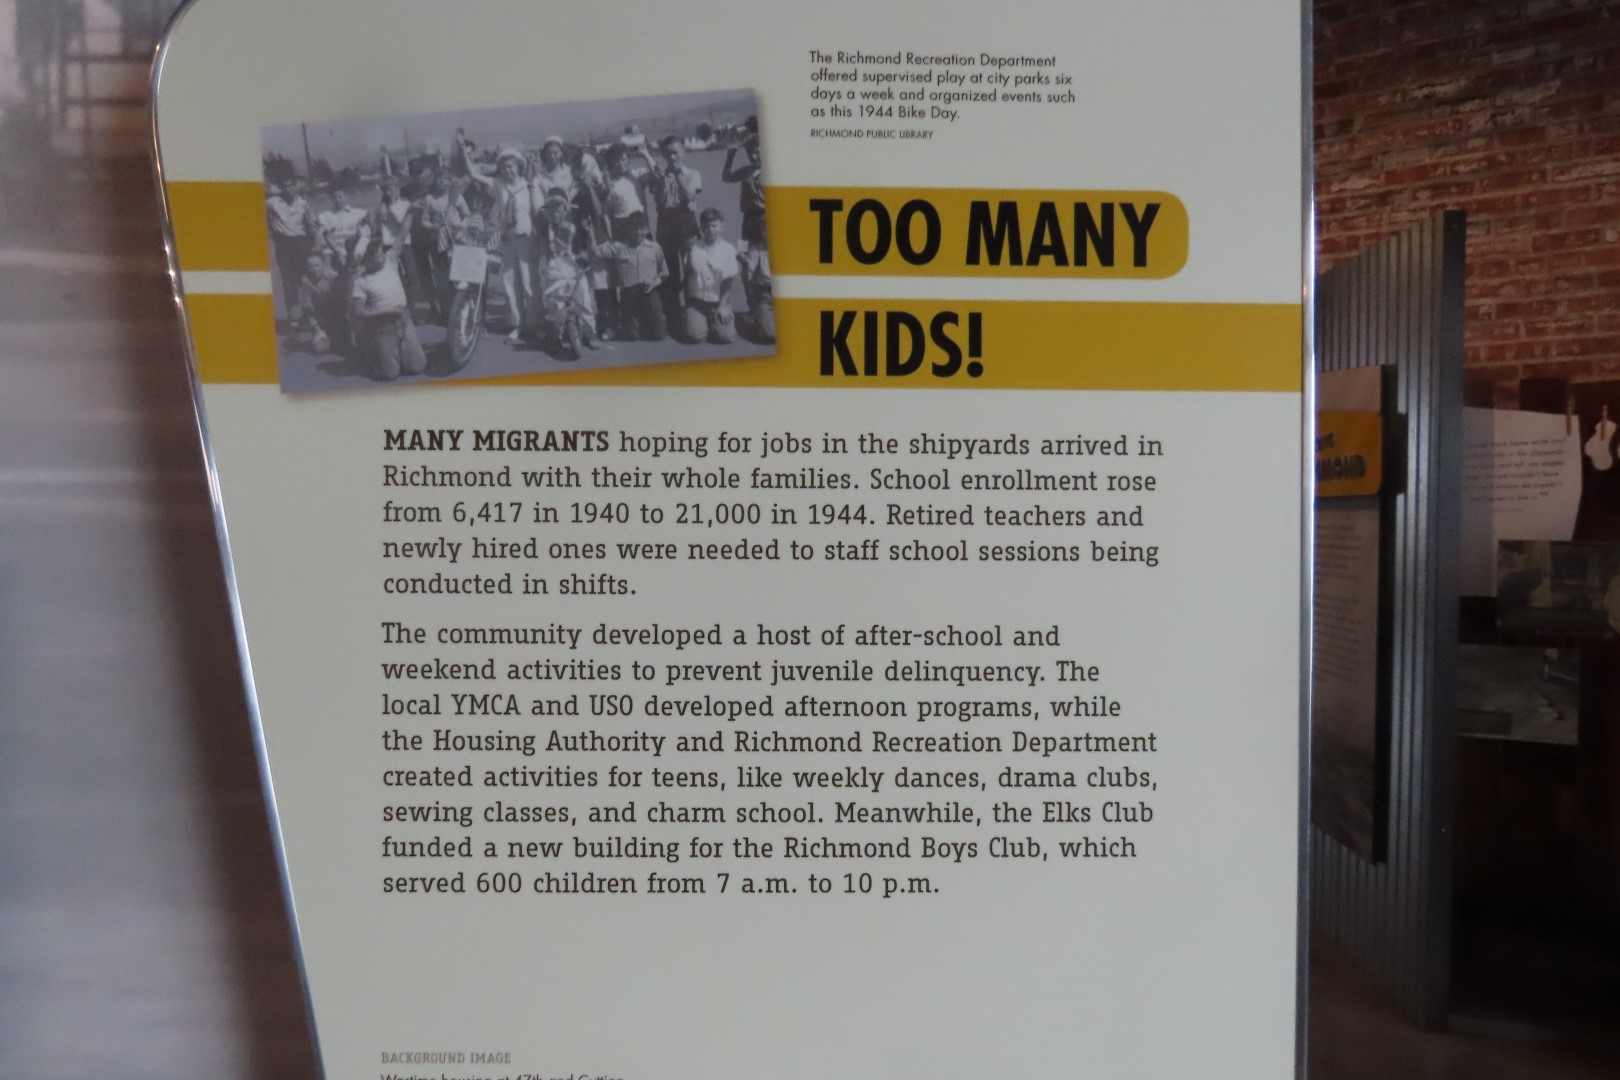 The Richmond Recreation Department
offered supervised play at city parks six
days a week and organized events such
as this 1944 Bike Day.
RICHMOND PUBLIC LIBRARY
TOO MANY
KIDS!
MANY MIGRANTS hoping for jobs in the shipyards arrived in
Richmond with their whole families. School enrollment rose
from 6,417 in 1940 to 21,000 in 1944. Retired teachers and
newly hired ones were needed to staff school sessions being
conducted in shifts.
The community developed a host of after-school and
weekend activities to prevent juvenile delinquency. The
local YMCA and USO developed afternoon programs, while
the Housing Authority and Richmond Recreation Department
created activities for teens, like weekly dances, drama clubs,
sewing classes, and charm school. Meanwhile, the Elks Club
funded a new building for the Richmond Boys Club, which
served 600 children from 7 a.m. to 10 p.m.
BACKGROUND IMAGE
Wartime housing at 47th and Cutting